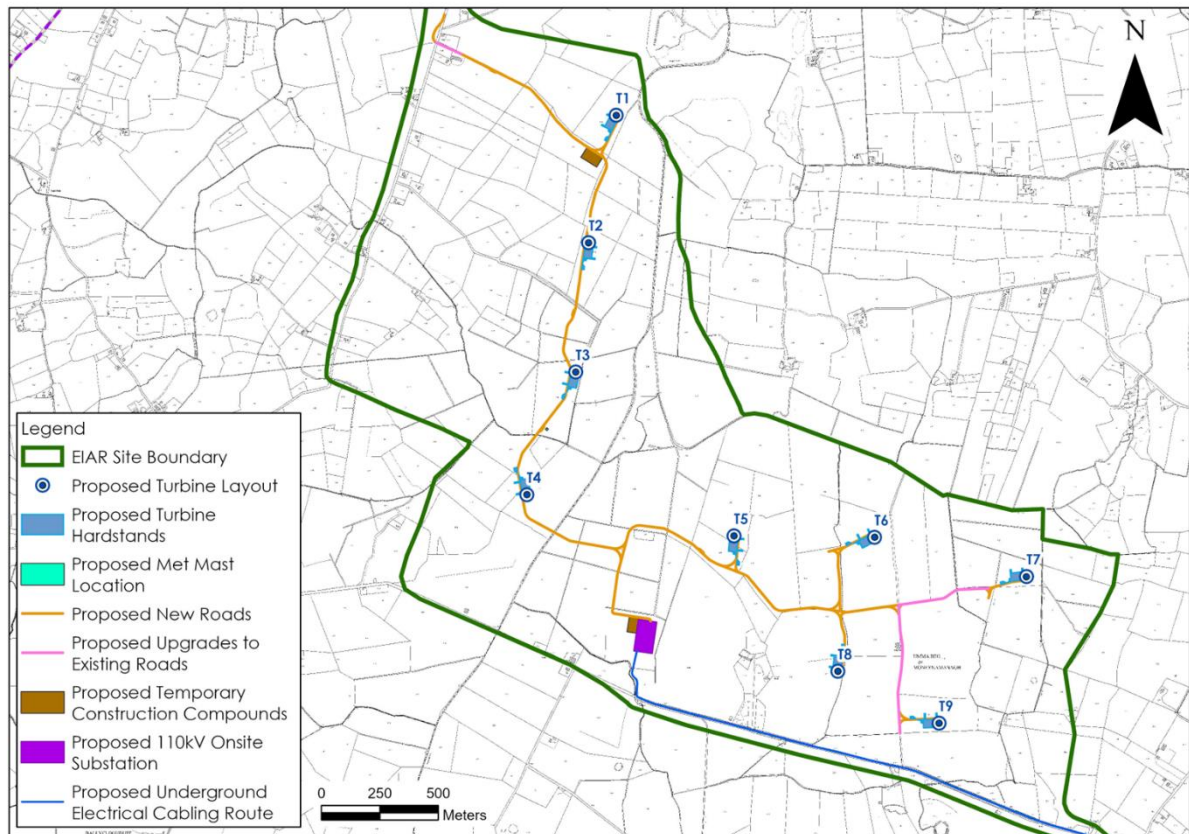 N
T1
T2
T3
T4
T5
T6
T7
T8
T9
Legend
EIAR Site Boundary
Proposed Turbine Layout
Proposed Turbine
Hardstands
Proposed Met Mast
Location
Proposed New Roads
Proposed Upgrades to
Existing Roads
Proposed Temporary
Construction Compounds
Proposed 110kV Onsite
Substation
Proposed Underground
Electrical Cabling Route
0 250 500
Meters